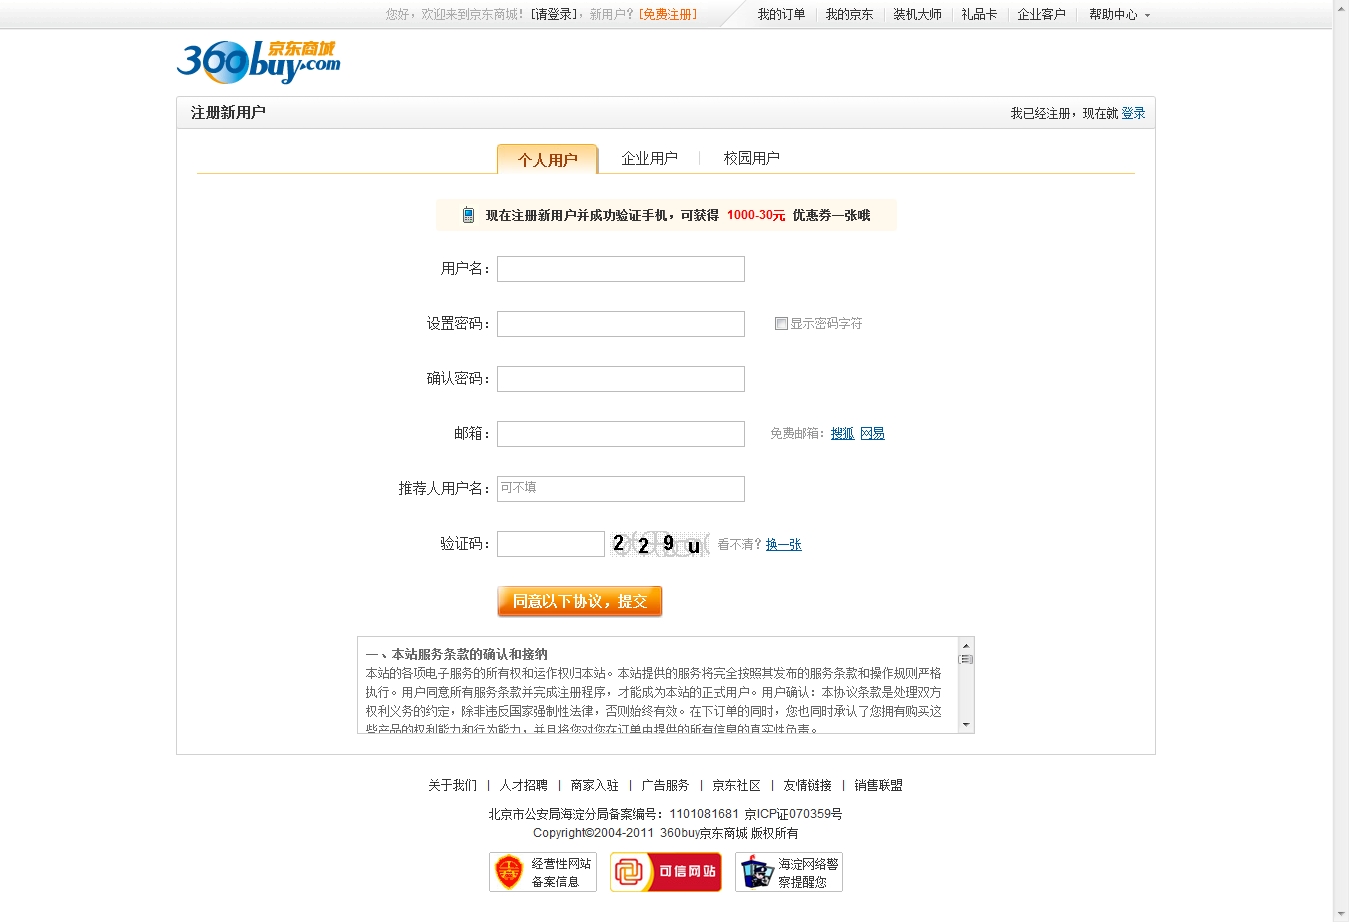 您好，欢迎来到京东商城！[请登录]，新用户？[免费注册] 我的订单 我的京东 装机大师 礼品卡 企业客户 帮助中心
京东商城
360buy.com
注册新用户 我已经注册，现在就 登录
个人用户 企业用户 校园用户
现在注册新用户并成功验证手机，可获得 1000-30元 优惠券一张哦
用户名：
设置密码： 显示密码字符
确认密码：
邮箱： 免费邮箱：搜狐 网易
推荐人用户名： 可不填
验证码： 2 2 9 u 看不清？换一张
同意以下协议，提交
一、本站服务条款的确认和接纳
本站的各项电子服务的所有权和运作权归本站。本站提供的服务将完全按照其发布的服务条款和操作规则严格
执行。用户同意所有服务条款并完成注册程序，才能成为本站的正式用户。用户确认：本协议条款是处理双方
权利义务的约定，除非违反国家强制性法律，否则始终有效。在下订单的同时，您也同时承认了您拥有购买这
些产品的权利能力和行为能力，并且将您对您在订单中提供的所有信息的真实性负责。
关于我们 | 人才招聘 | 商家入驻 | 广告服务 | 京东社区 | 友情链接 | 销售联盟
北京市公安局海淀分局备案编号：1101081681 京ICP证070359号
Copyright©2004-2011 360buy京东商城 版权所有
经营性网站
备案信息
可信网站
海淀网络警
察提醒您